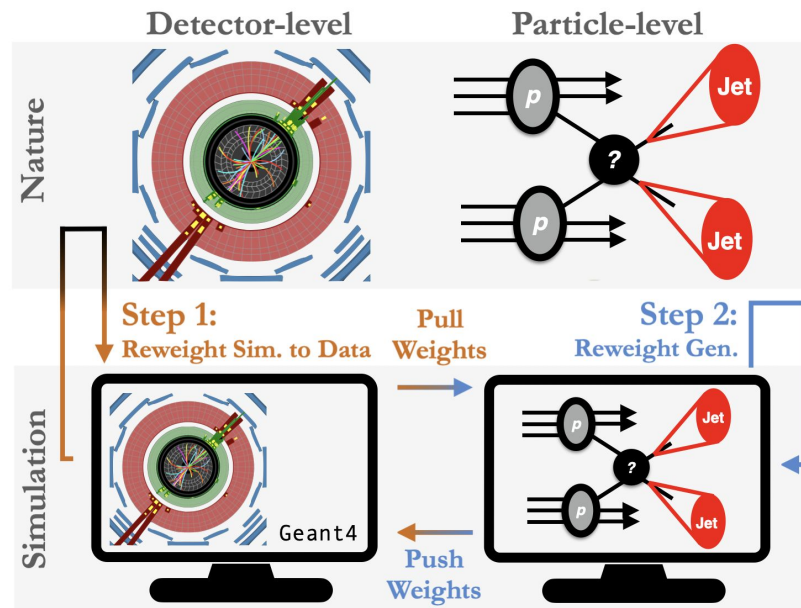 Detector-level
Particle-level
Nature
p
p
?
Jet
Jet
Step 1:
Reweight Sim. to Data
Pull
Weights
Step 2:
Reweight Gen.
Simulation
Geant4
Push
Weights
p
p
?
Jet
Jet